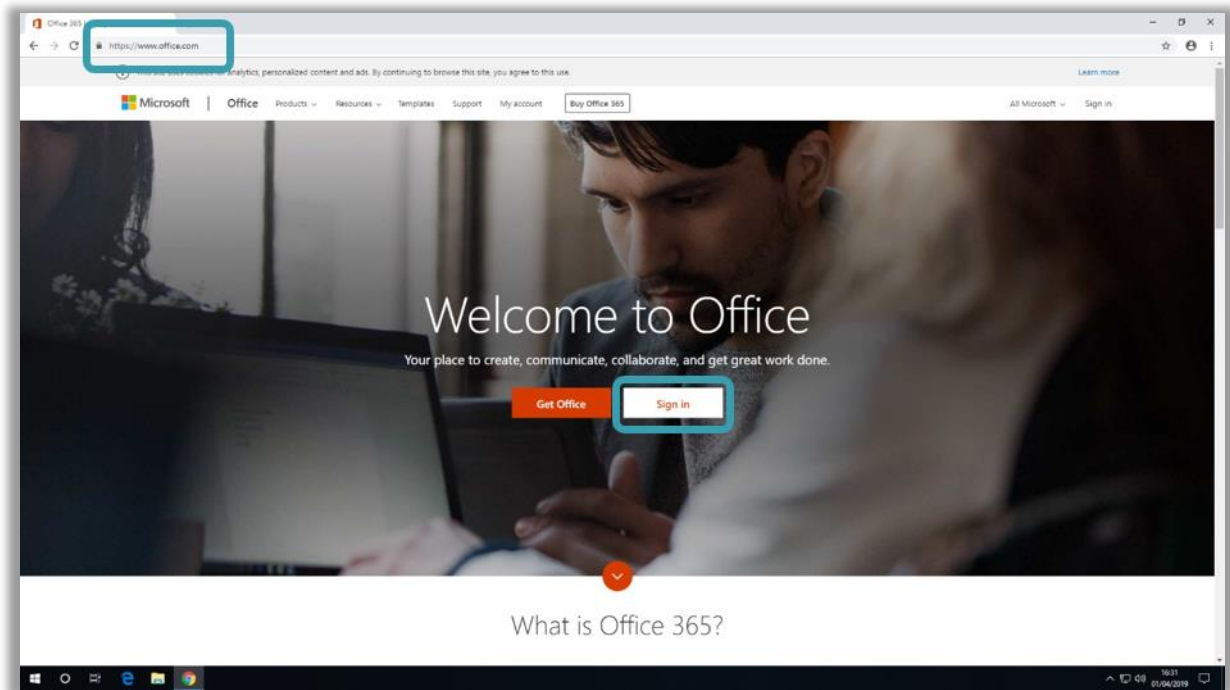 Office 365
https://www.office.com
analytics, personalized content and ads. By continuing to browse this site, you agree to this use.
Learn more
Microsoft | Office Products Resources Templates Support My account Buy Office 365 All Microsoft Sign in
Welcome to Office
Your place to create, communicate, collaborate, and get great work done.
Get Office Sign in
What is Office 365?
16:31
01/04/2019